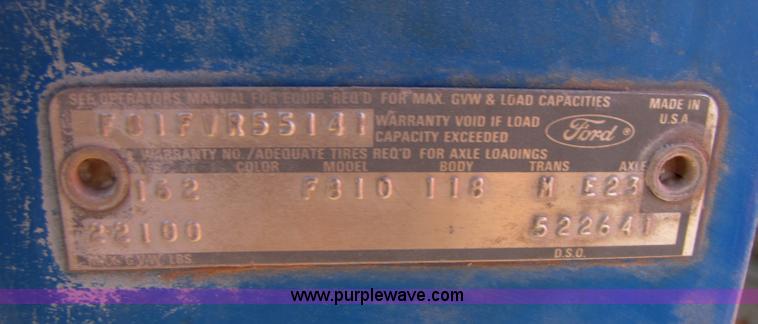 SEE OPERATORS MANUAL FOR EQUIP. REQ'D FOR MAX. GVW & LOAD CAPACITIES
MADE IN U.S.A.
F81FVR55141
WARRANTY VOID IF LOAD
CAPACITY EXCEEDED
Ford
WARRANTY NO./ADEQUATE TIRES REQ'D FOR AXLE LOADINGS
COLOR MODEL BODY TRANS AXLE
162 F810 118 M E23
22100 522641
LBS D.S.O.
www.purplewave.com